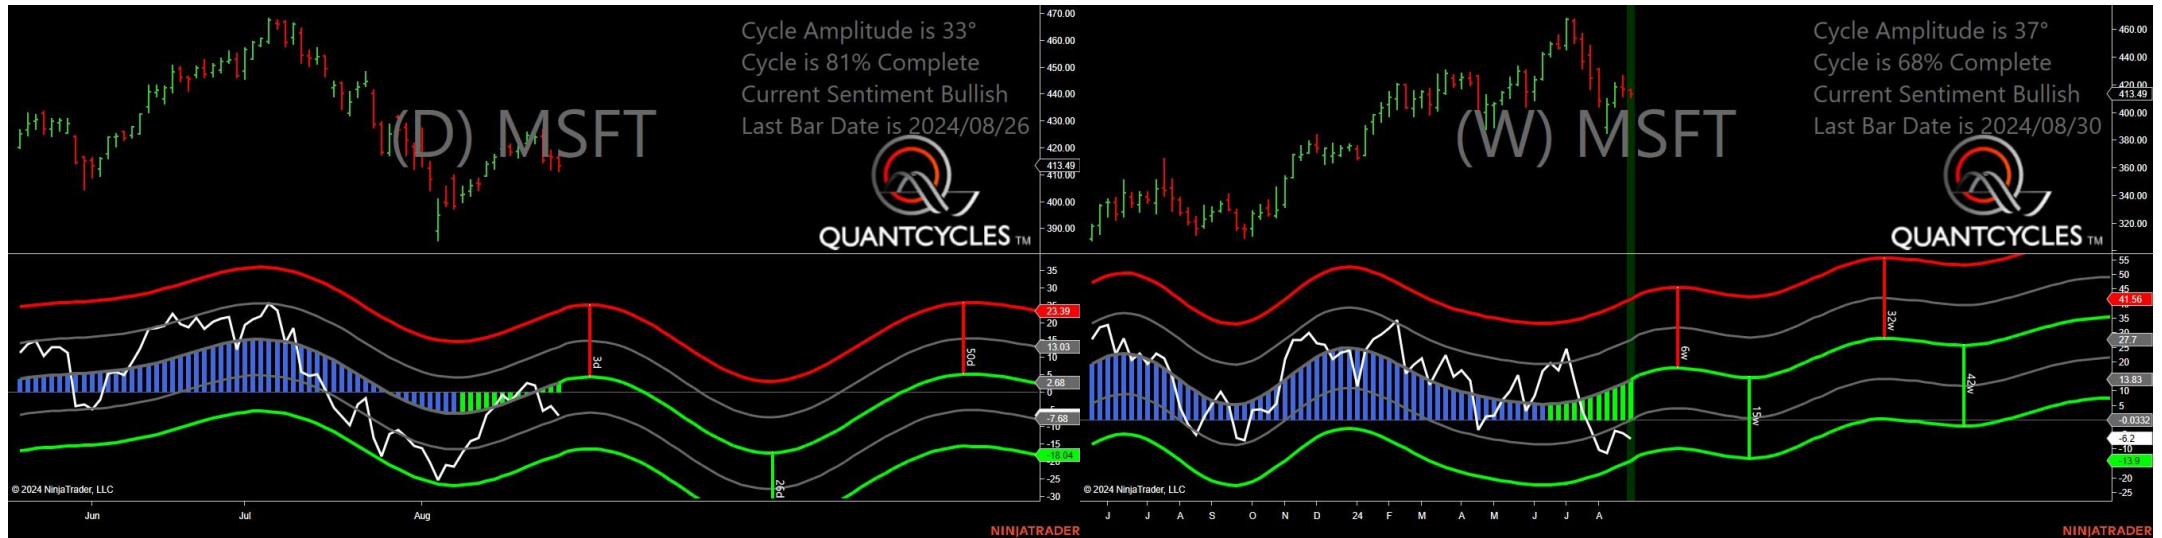 470.00
460.00
450.00
440.00
430.00
420.00
413.49
410.00
400.00
390.00
Cycle Amplitude is 33°
Cycle is 81% Complete
Current Sentiment Bullish
Last Bar Date is 2024/08/26
(D) MSFT
QUANTCYCLES TM
35
30
23.39
20
15
13.03
10
5
2.68
0
-7.68
-10
-15
-18.04
-25
-30
3d
26d
50d
© 2024 NinjaTrader, LLC
Jun Jul Aug
NINJATRADER
460.00
440.00
420.00
413.49
400.00
380.00
360.00
340.00
320.00
Cycle Amplitude is 37°
Cycle is 68% Complete
Current Sentiment Bullish
Last Bar Date is 2024/08/30
(W) MSFT
QUANTCYCLES TM
55
50
45
41.56
35
27.7
20
13.83
10
5
-0.0332
-6.2
-10
-13.9
-20
-25
6w
15w
32w
42w
© 2024 NinjaTrader, LLC
J J A S O N D 24 F M A M J J A
NINJATRADER